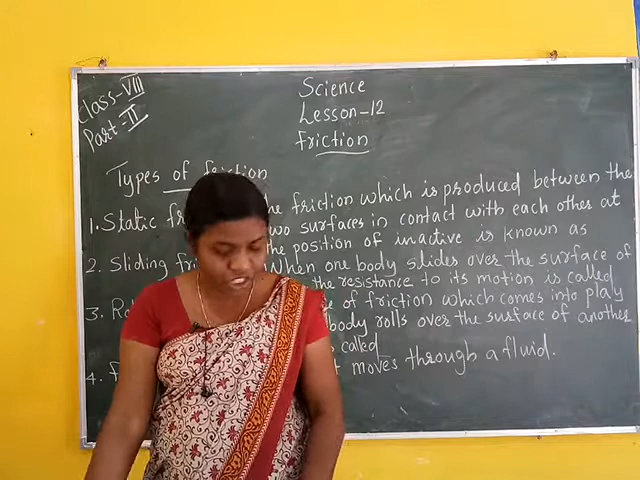 Class-VIII
Part-II
Science
Lesson-12
friction
Types of friction
1. Static friction which is produced between the
two surfaces in contact with each other at
the position of inactive is known as
2. Sliding When one body slides over the surface of
the resistance to its motion is called
3. of friction which comes into play
body rolls over the surface of another
called
4. moves through a fluid.